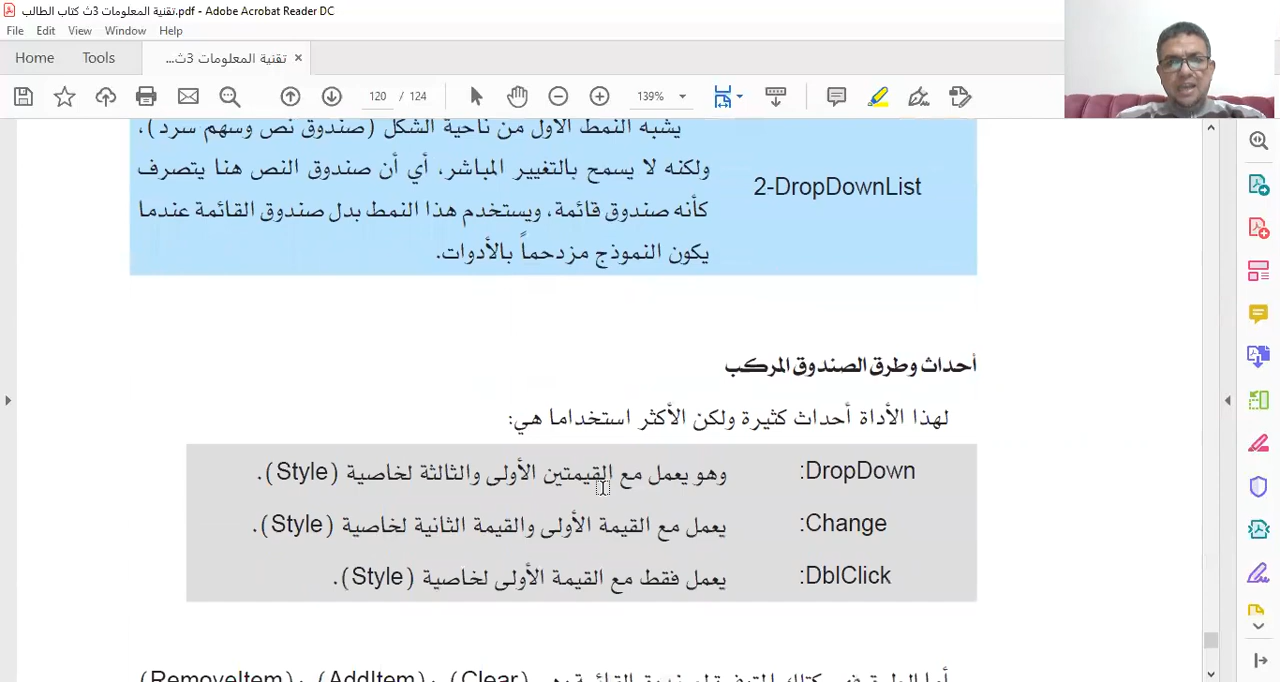 تقنية المعلومات 3ث كتاب الطالب.pdf - Adobe Acrobat Reader DC
File Edit View Window Help
Home Tools تقنية المعلومات 3ث... ×
120 / 124 139%
يشبه النمط الأول من ناحية الشكل (صندوق نص وسهم سرد)،
ولكنه لا يسمح بالتغيير المباشر، أي أن صندوق النص هنا يتصرف
2-DropDownList
كأنه صندوق قائمة، ويستخدم هذا النمط بدل صندوق القائمة عندما
يكون النموذج مزدحماً بالأدوات.
أحداث وطرق الصندوق المركب
لهذا الأداة أحداث كثيرة ولكن الأكثر استخداما هي:
DropDown: وهو يعمل مع القيمتين الأولى والثالثة لخاصية (Style).
Change: يعمل مع القيمة الأولى والقيمة الثانية لخاصية (Style).
DblClick: يعمل فقط مع القيمة الأولى لخاصية (Style).
(Clear)، (AddItem)، (RemoveItem)